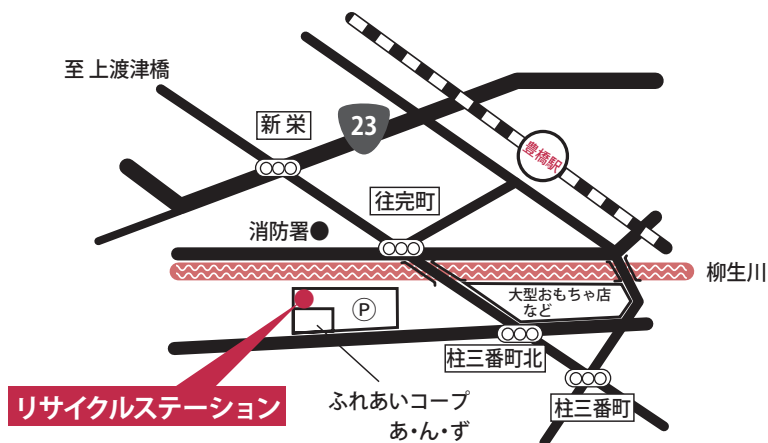 至 上渡津橋
新栄
23
豊橋駅
往完町
消防署
柳生川
大型おもちゃ店
など
P
柱三番町北
リサイクルステーション
ふれあいコープ
あ・ん・ず
柱三番町